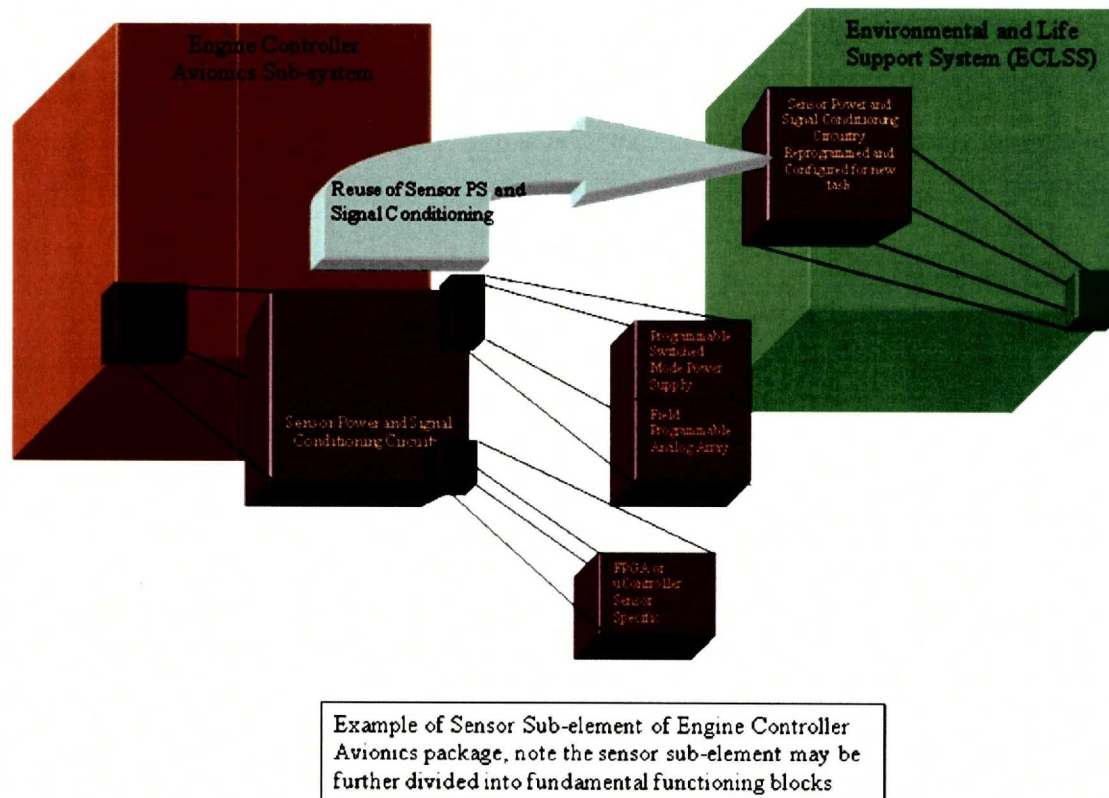 Engine Controller
Avionics Sub-system
Environmental and Life
Support System (ECLSS)
Sensor Power and
Signal Conditioning
Circuitry
Reprogrammed and
Configured for new
task
Reuse of Sensor PS and
Signal Conditioning
Sensor Power and Signal
Conditioning Circuitry
Programmable
Switched
Mode Power
Supply
Field
Programable
Analog Array
FPGA or
uController
Sensor
Specific
Example of Sensor Sub-element of Engine Controller
Avionics package, note the sensor sub-element may be
further divided into fundamental functioning blocks